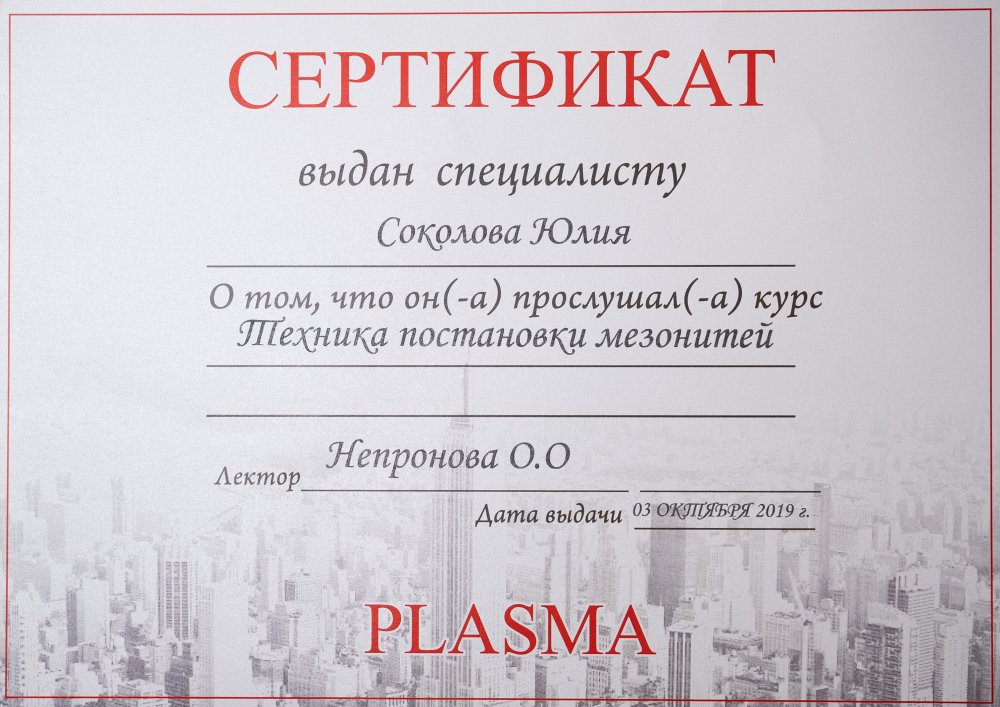 СЕРТИФИКАТ
выдан специалисту
Соколова Юлия
О том, что он(-а) прослушал(-а) курс
Техника постановки мезонитей
Непронова О.О
Лектор
Дата выдачи 03 ОКТЯБРЯ 2019 г.
PLASMA